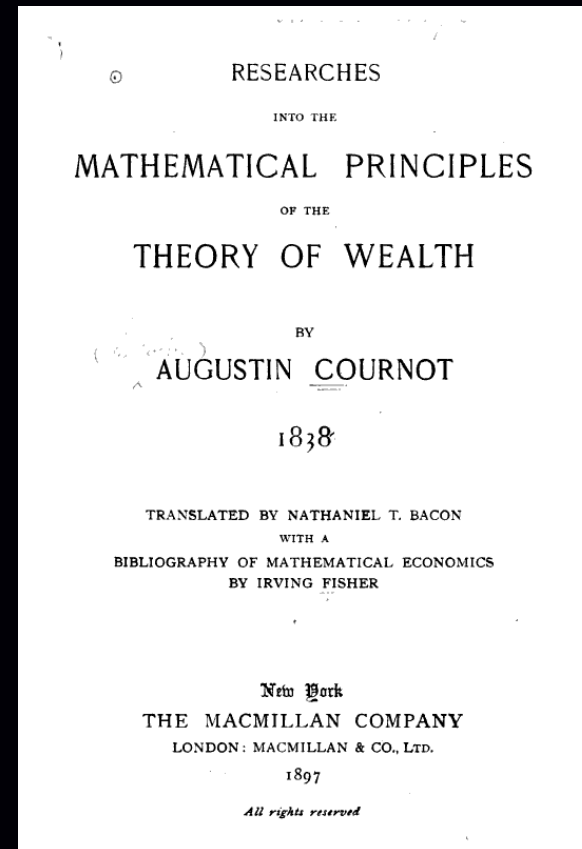 RESEARCHES
INTO THE
MATHEMATICAL PRINCIPLES
OF THE
THEORY OF WEALTH
BY
AUGUSTIN COURNOT
1838
TRANSLATED BY NATHANIEL T. BACON
WITH A
BIBLIOGRAPHY OF MATHEMATICAL ECONOMICS
BY IRVING FISHER
New York
THE MACMILLAN COMPANY
LONDON: MACMILLAN & CO., LTD.
1897
All rights reserved